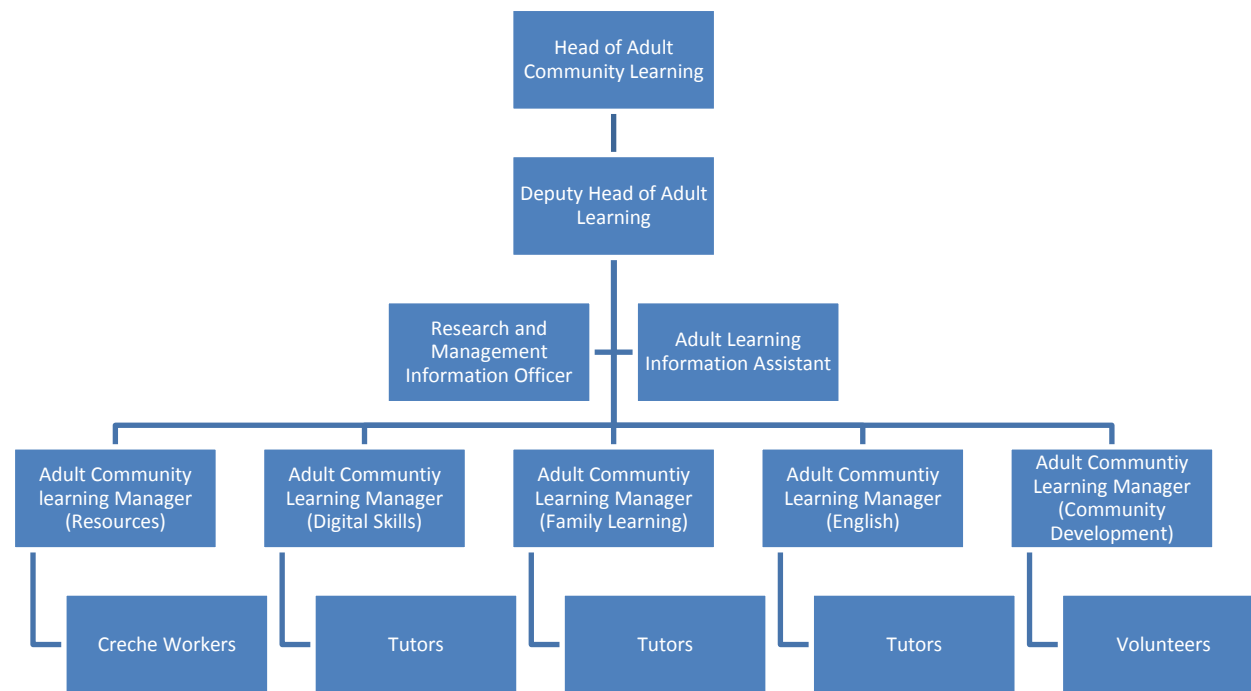 Head of Adult
Community Learning
Deputy Head of Adult
Learning
Research and
Management
Information Officer
Adult Learning
Information Assistant
Adult Community
learning Manager
(Resources)
Adult Communtiy
Learning Manager
(Digital Skills)
Adult Communtiy
Learning Manager
(Family Learning)
Adult Communtiy
Learning Manager
(English)
Adult Communtiy
Learning Manager
(Community
Development)
Creche Workers
Tutors
Tutors
Tutors
Volunteers